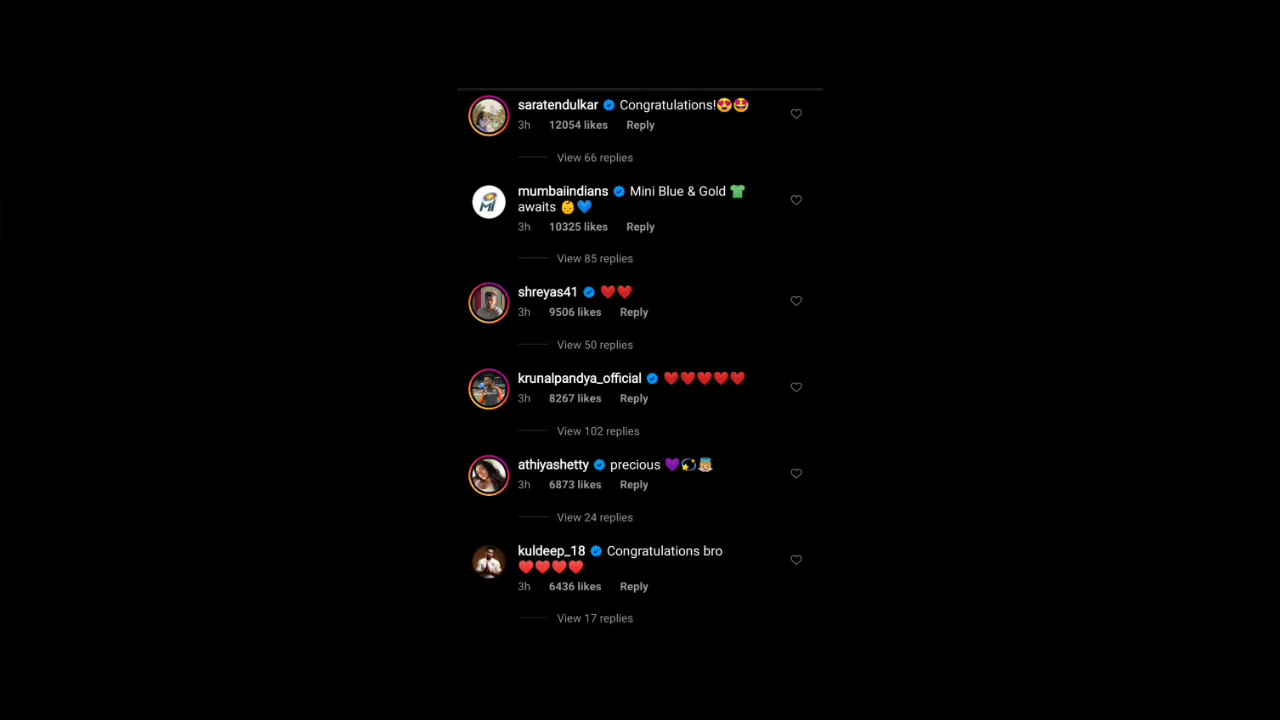 saratendulkar Congratulations!😍🤩
3h 12054 likes Reply
View 66 replies
mumbaiindians Mini Blue & Gold 👕
awaits 👶💙
3h 10325 likes Reply
View 85 replies
shreyas41 ❤️❤️
3h 9506 likes Reply
View 50 replies
krunalpandya_official ❤️❤️❤️❤️❤️
3h 8267 likes Reply
View 102 replies
athiyashetty precious 💜💫👼🏼
3h 6873 likes Reply
View 24 replies
kuldeep_18 Congratulations bro
♥️♥️♥️♥️
3h 6436 likes Reply
View 17 replies